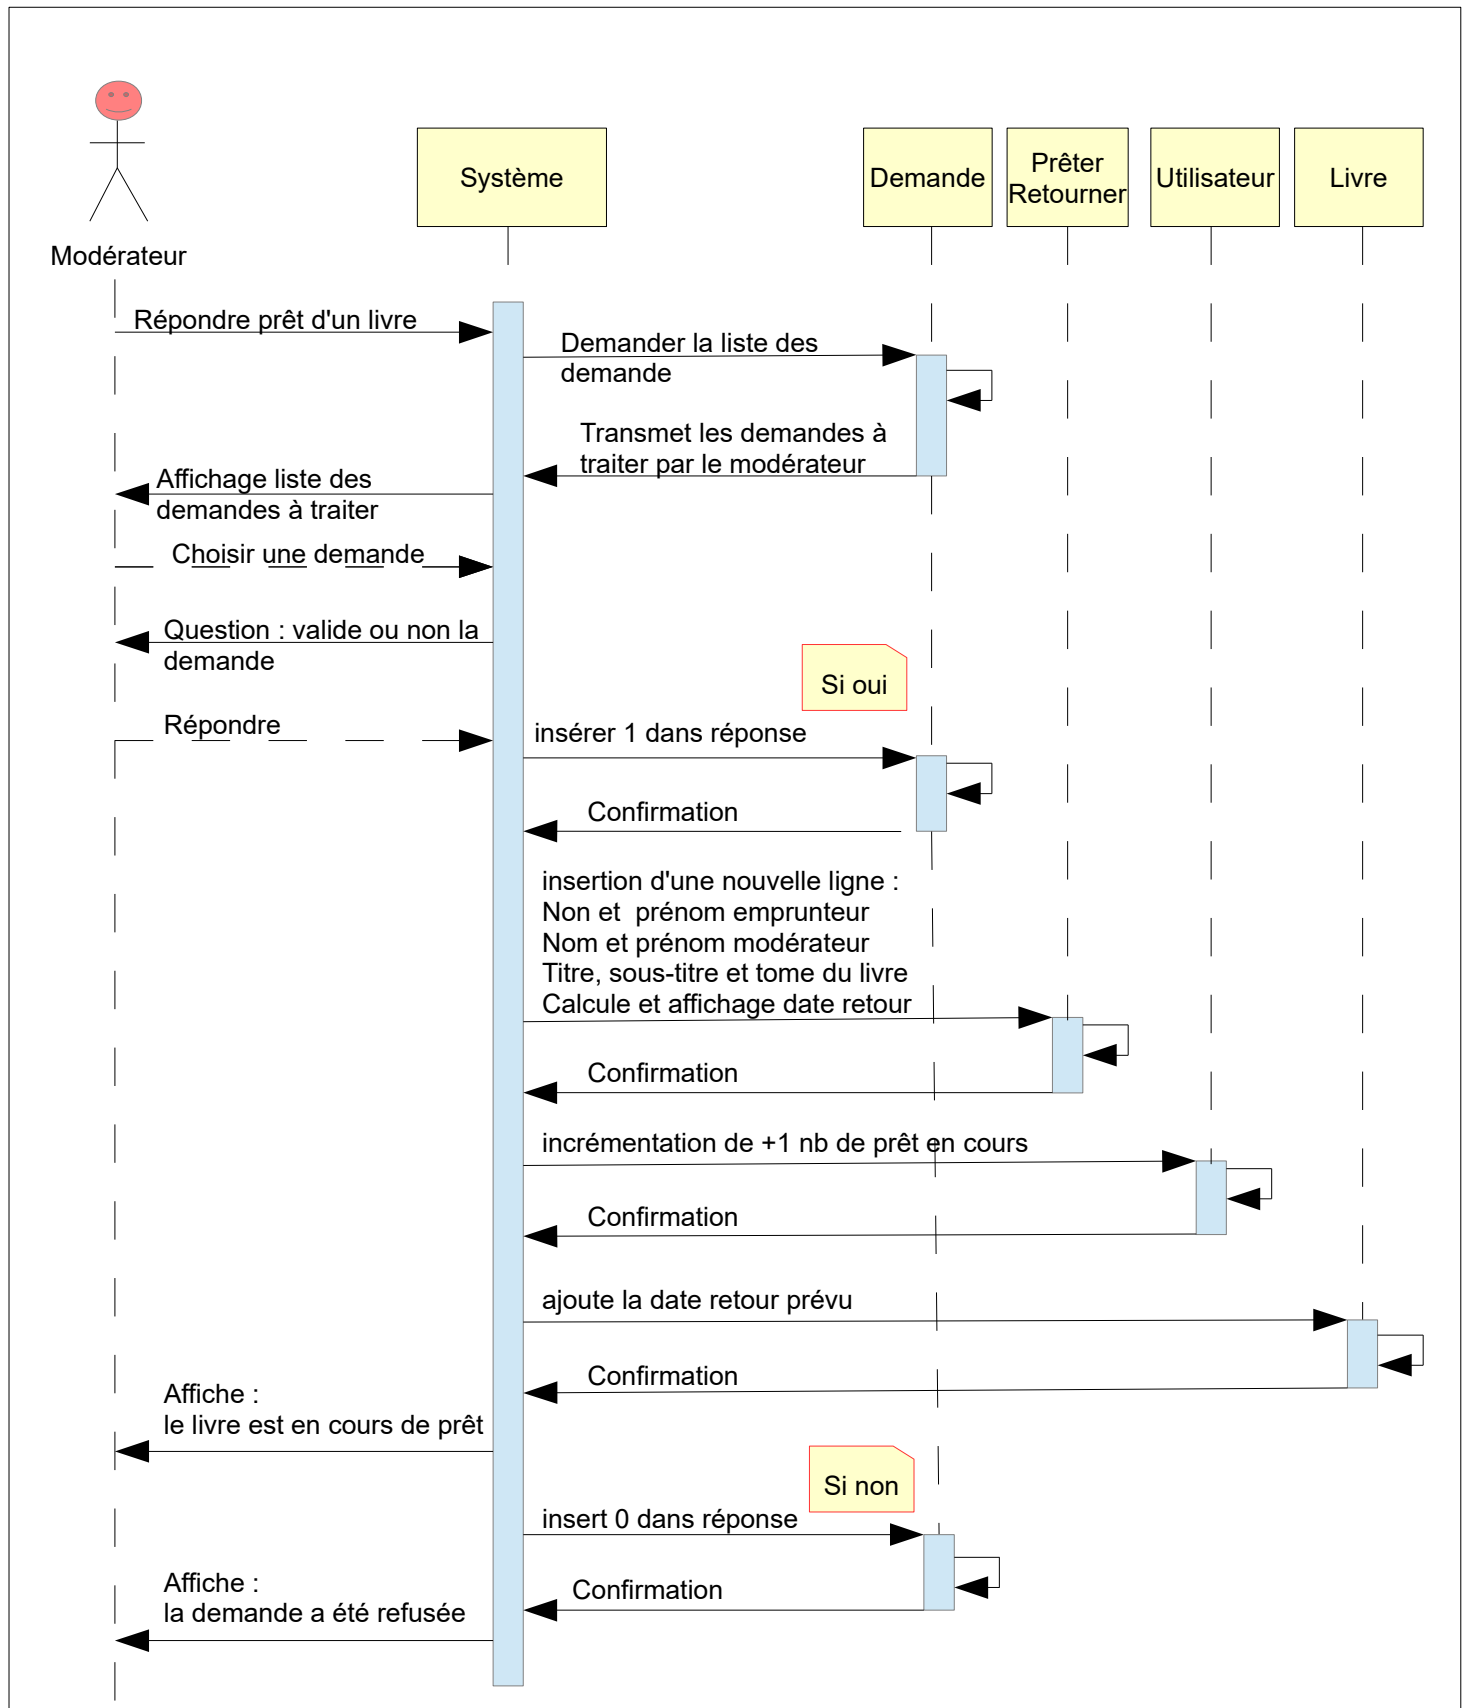 Système
Demande
Prêter
Retourner
Utilisateur
Livre
Modérateur
Répondre prêt d'un livre
Demander la liste des
demande
Transmet les demandes à
traiter par le modérateur
Affichage liste des
demandes à traiter
Choisir une demande
Question : valide ou non la
demande
Si oui
Répondre
insérer 1 dans réponse
Confirmation
insertion d'une nouvelle ligne :
Non et  prénom emprunteur
Nom et prénom modérateur
Titre, sous-titre et tome du livre
Calcule et affichage date retour
Confirmation
incrémentation de +1 nb de prêt en cours
Confirmation
ajoute la date retour prévu
Confirmation
Affiche :
le livre est en cours de prêt
Si non
insert 0 dans réponse
Confirmation
Affiche :
la demande a été refusée